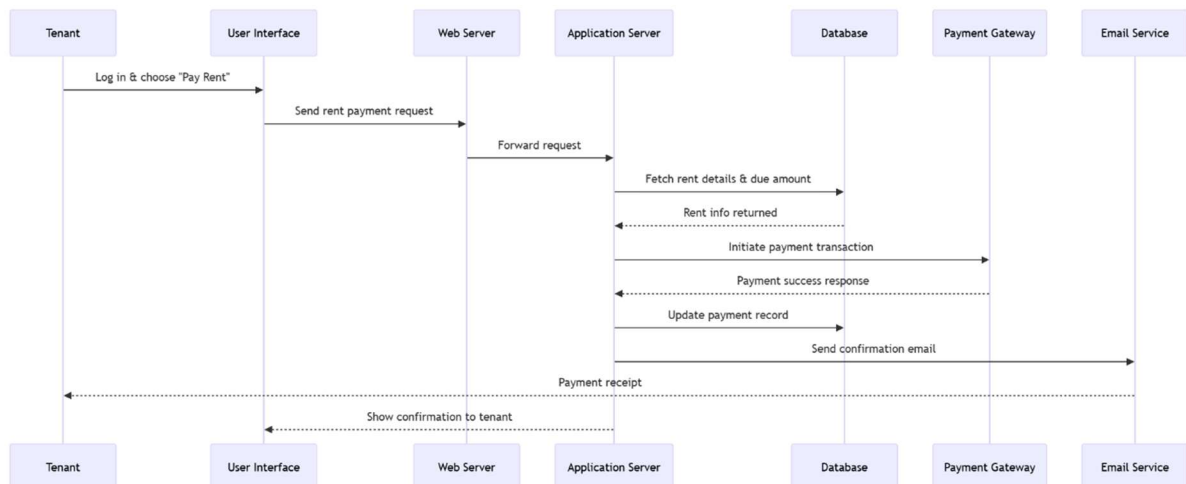 Tenant
User Interface
Web Server
Application Server
Database
Payment Gateway
Email Service
Log in & choose "Pay Rent"
Send rent payment request
Forward request
Fetch rent details & due amount
Rent info returned
Initiate payment transaction
Payment success response
Update payment record
Send confirmation email
Payment receipt
Show confirmation to tenant
Tenant
User Interface
Web Server
Application Server
Database
Payment Gateway
Email Service